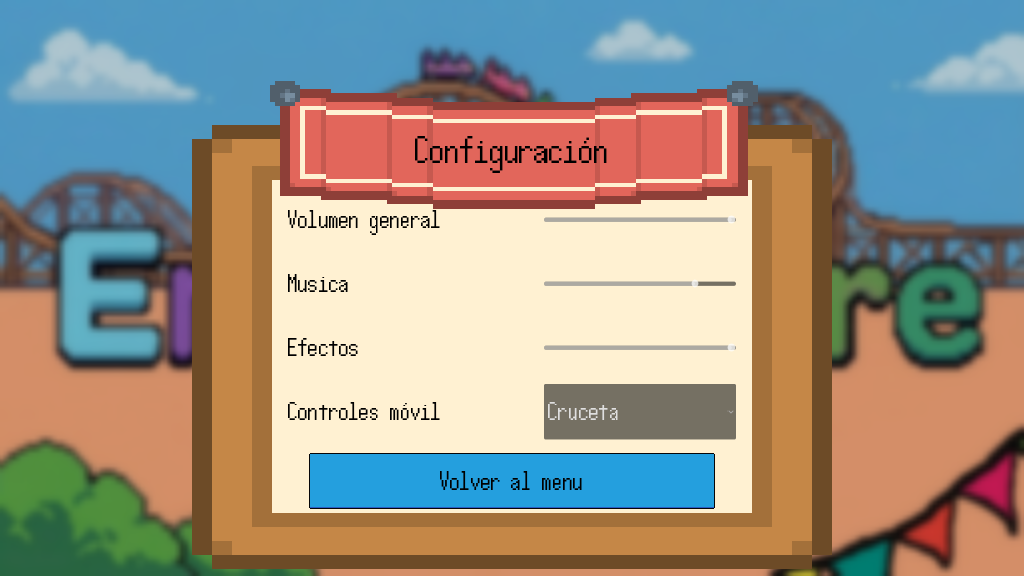 Configuración
Volumen general
Musica
Efectos
Controles móvil
Cruceta
Volver al menu